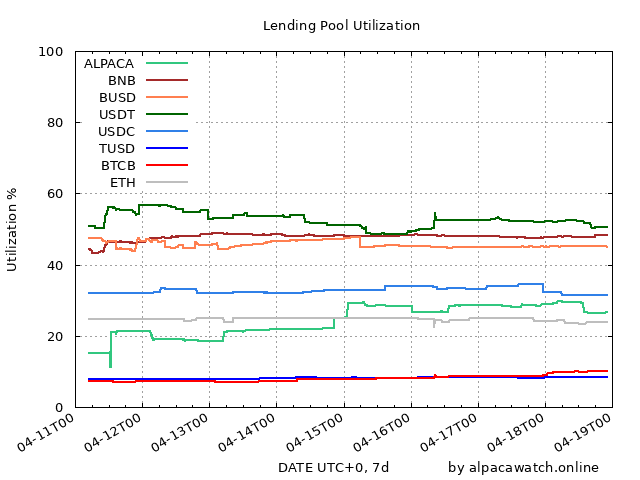 Lending Pool Utilization
100
80
60
40
20
0
Utilization %
ALPACA
BNB
BUSD
USDT
USDC
TUSD
BTCB
ETH
04-11T00
04-12T00
04-13T00
04-14T00
04-15T00
04-16T00
04-17T00
04-18T00
04-19T00
DATE UTC+0, 7d
by alpacawatch.online